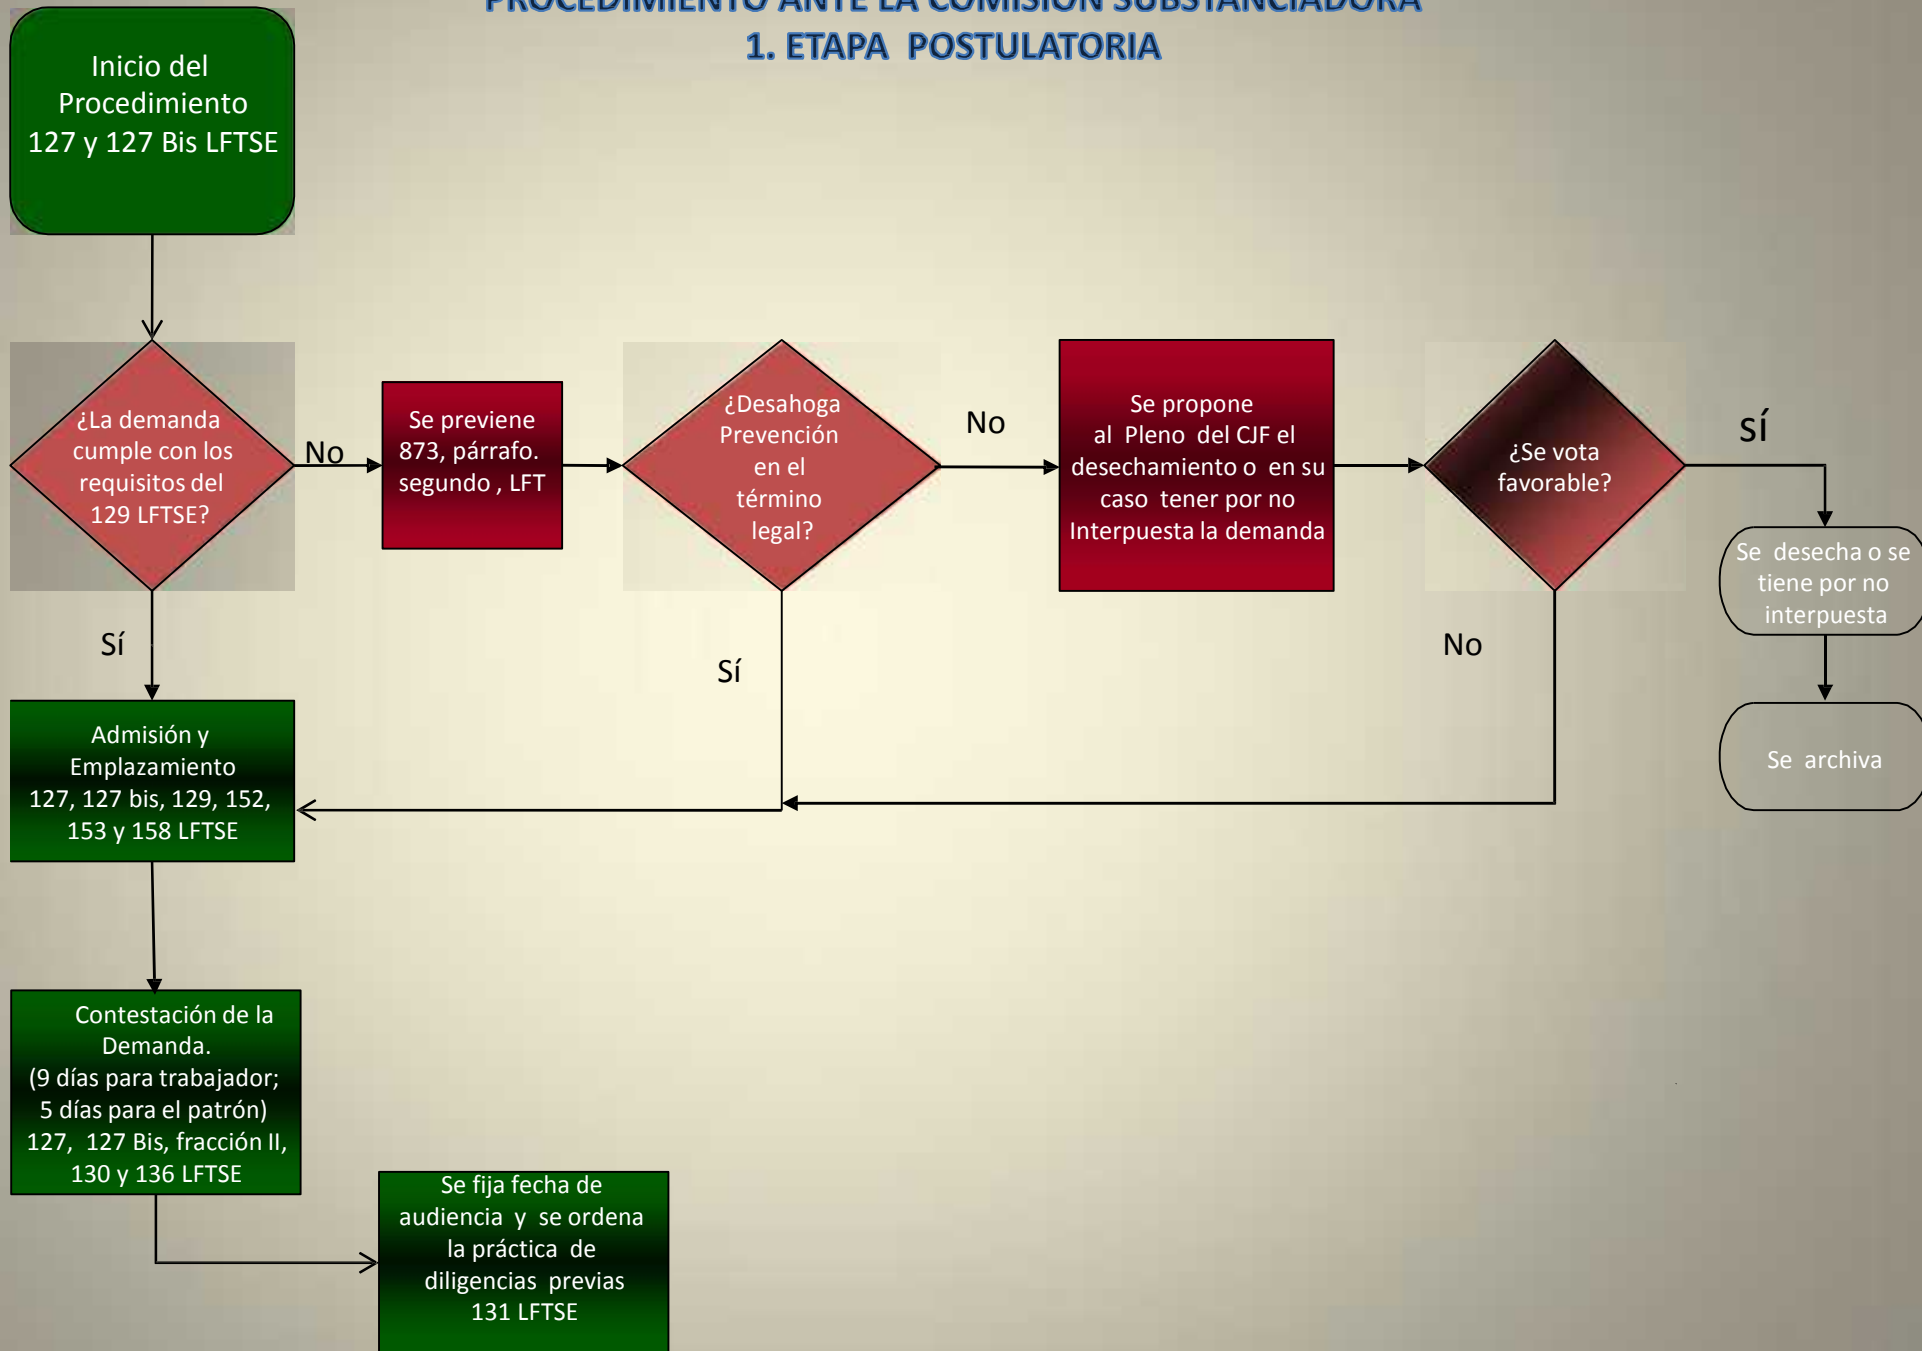 PROCEDIMIENTO ANTE LA COMISIÓN SUBSTANCIADORA
1. ETAPA POSTULATORIA
Inicio del
Procedimiento
127 y 127 Bis LFTSE
¿La demanda
cumple con los
requisitos del
129 LFTSE?
No
Se previene
873, párrafo.
segundo , LFT
¿Desahoga
Prevención
en el
término
legal?
No
Se propone
al Pleno del CJF el
desechamiento o en su
caso tener por no
Interpuesta la demanda
¿Se vota
favorable?
SÍ
Se desecha o se
tiene por no
interpuesta
Se archiva
Sí
Sí
No
Admisión y
Emplazamiento
127, 127 bis, 129, 152,
153 y 158 LFTSE
Contestación de la
Demanda.
(9 días para trabajador;
5 días para el patrón)
127, 127 Bis, fracción II,
130 y 136 LFTSE
Se fija fecha de
audiencia y se ordena
la práctica de
diligencias previas
131 LFTSE